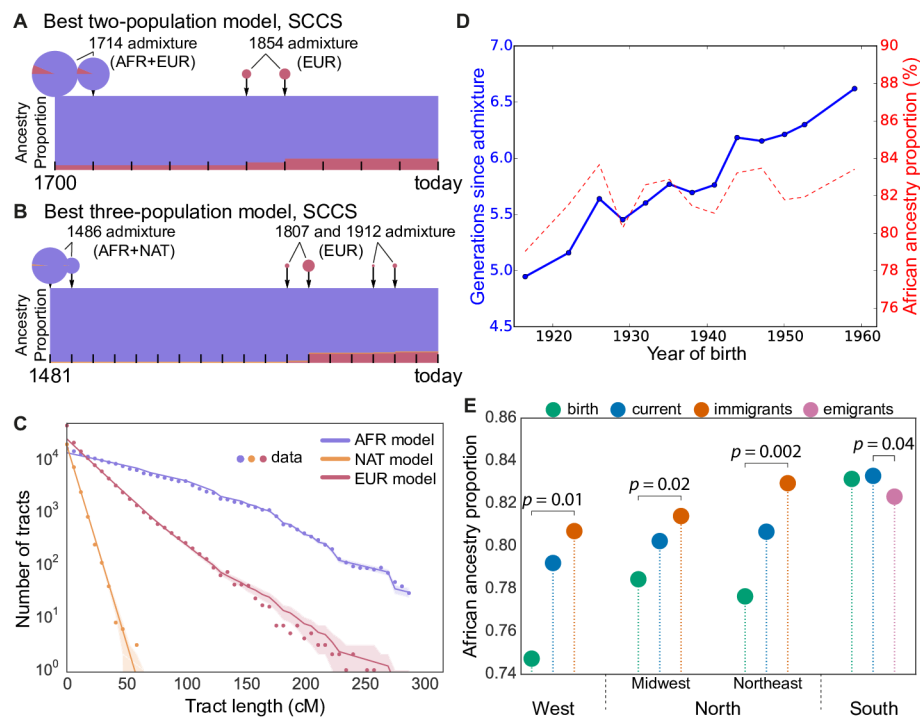 A Best two-population model, SCCS
1714 admixture
(AFR+EUR)
1854 admixture
(EUR)
Ancestry
Proportion
1700
today
B Best three-population model, SCCS
1486 admixture
(AFR+NAT)
1807 and 1912 admixture
(EUR)
Ancestry
Proportion
1481
today
C
Number of tracts
10^4
10^3
10^2
10^1
10^0
data
AFR model
NAT model
EUR model
0 50 100 150 200 250 300
Tract length (cM)
D
Generations since admixture
7.0
6.5
6.0
5.5
5.0
4.5
African ancestry proportion (%)
90
88
86
84
82
80
78
76
1920 1930 1940 1950 1960
Year of birth
E
birth current immigrants emigrants
African ancestry proportion
0.86
0.84
0.82
0.80
0.78
0.76
0.74
p = 0.01
p = 0.02
p = 0.002
p = 0.04
Midwest Northeast
West North South